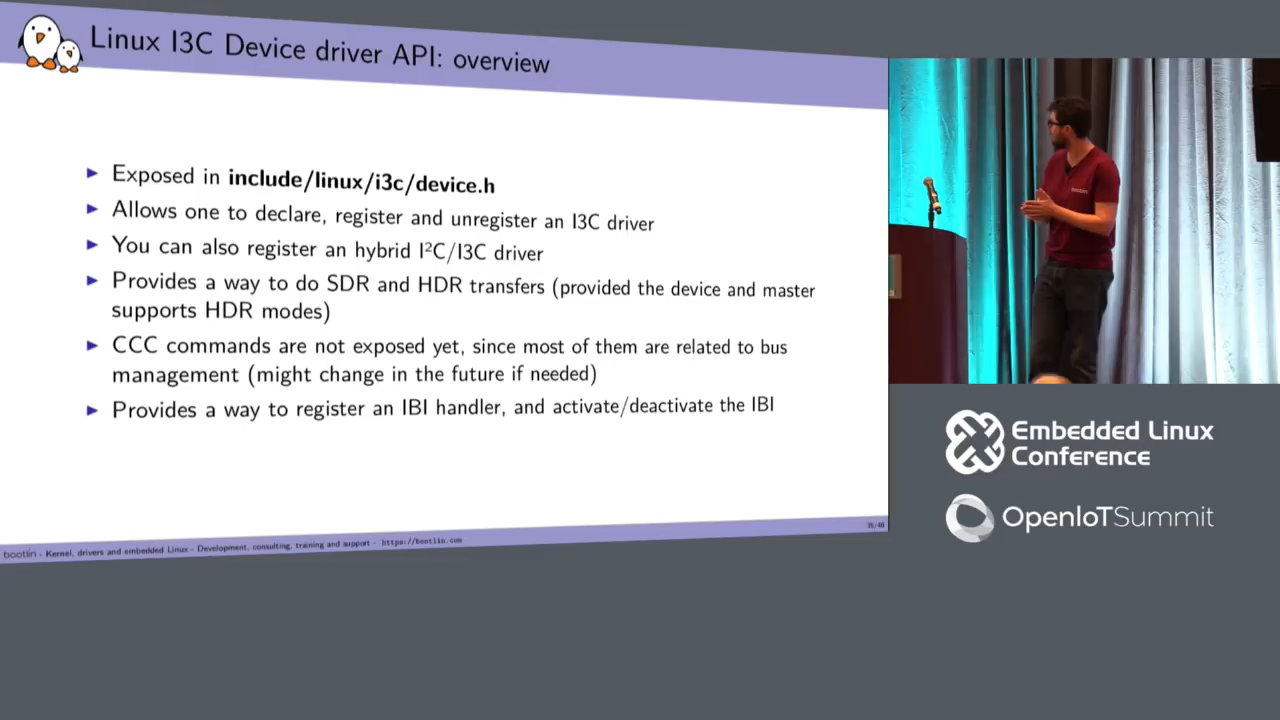 Linux I3C Device driver API: overview
▶ Exposed in include/linux/i3c/device.h
▶ Allows one to declare, register and unregister an I3C driver
▶ You can also register an hybrid I²C/I3C driver
▶ Provides a way to do SDR and HDR transfers (provided the device and master
supports HDR modes)
▶ CCC commands are not exposed yet, since most of them are related to bus
management (might change in the future if needed)
▶ Provides a way to register an IBI handler, and activate/deactivate the IBI
bootlin - Kernel, drivers and embedded Linux - Development, consulting, training and support - https://bootlin.com
Embedded Linux
Conference
OpenIoTSummit